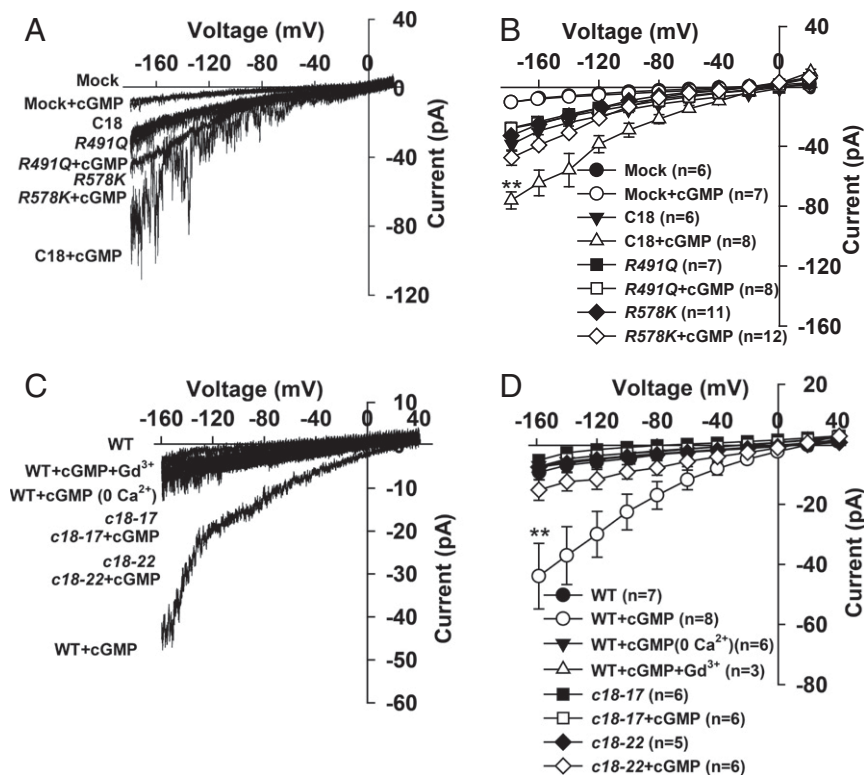 A
Voltage (mV)
-160 -120 -80 -40 0
40
0
-40
-80
-120
Current (pA)
Mock
Mock+cGMP
C18
R491Q
R491Q+cGMP
R578K
R578K+cGMP
C18+cGMP
B
Voltage (mV)
-160 -120 -80 -40 0
40
0
-40
-80
-120
-160
Current (pA)
**
Mock (n=6)
Mock+cGMP (n=7)
C18 (n=6)
C18+cGMP (n=8)
R491Q (n=7)
R491Q+cGMP (n=8)
R578K (n=11)
R578K+cGMP (n=12)
C
Voltage (mV)
-160 -120 -80 -40 0 40
10
0
-10
-20
-30
-40
-50
-60
Current (pA)
WT
WT+cGMP+Gd³⁺
WT+cGMP (0 Ca²⁺)
c18-17
c18-17+cGMP
c18-22
c18-22+cGMP
WT+cGMP
D
Voltage (mV)
-160 -120 -80 -40 0 40
20
0
-20
-40
-60
-80
Current (pA)
**
WT (n=7)
WT+cGMP (n=8)
WT+cGMP(0 Ca²⁺)(n=6)
WT+cGMP+Gd³⁺ (n=3)
c18-17 (n=6)
c18-17+cGMP (n=6)
c18-22 (n=5)
c18-22+cGMP (n=6)